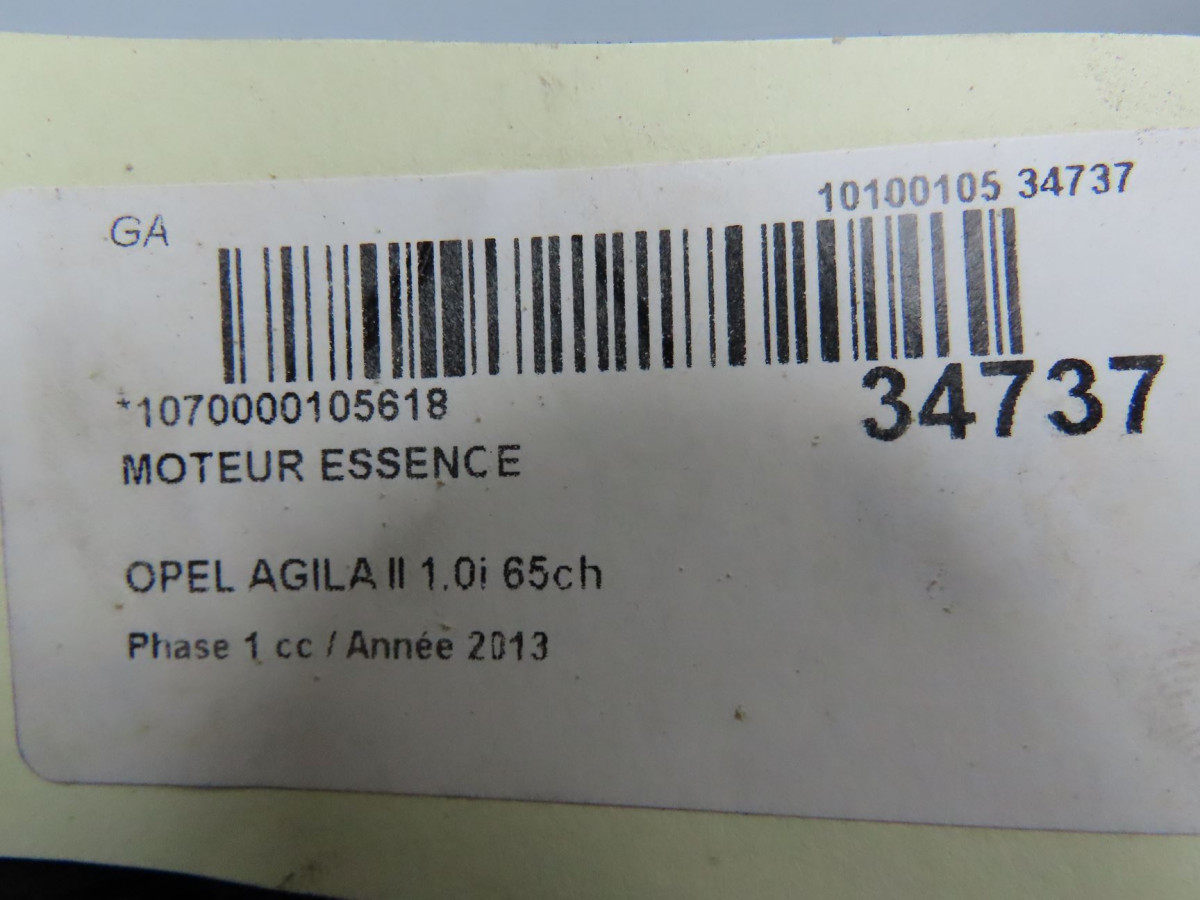 10100105 34737
GA
*1070000105618
34737
MOTEUR ESSENCE
OPEL AGILA II 1.0i 65ch
Phase 1 cc / Année 2013